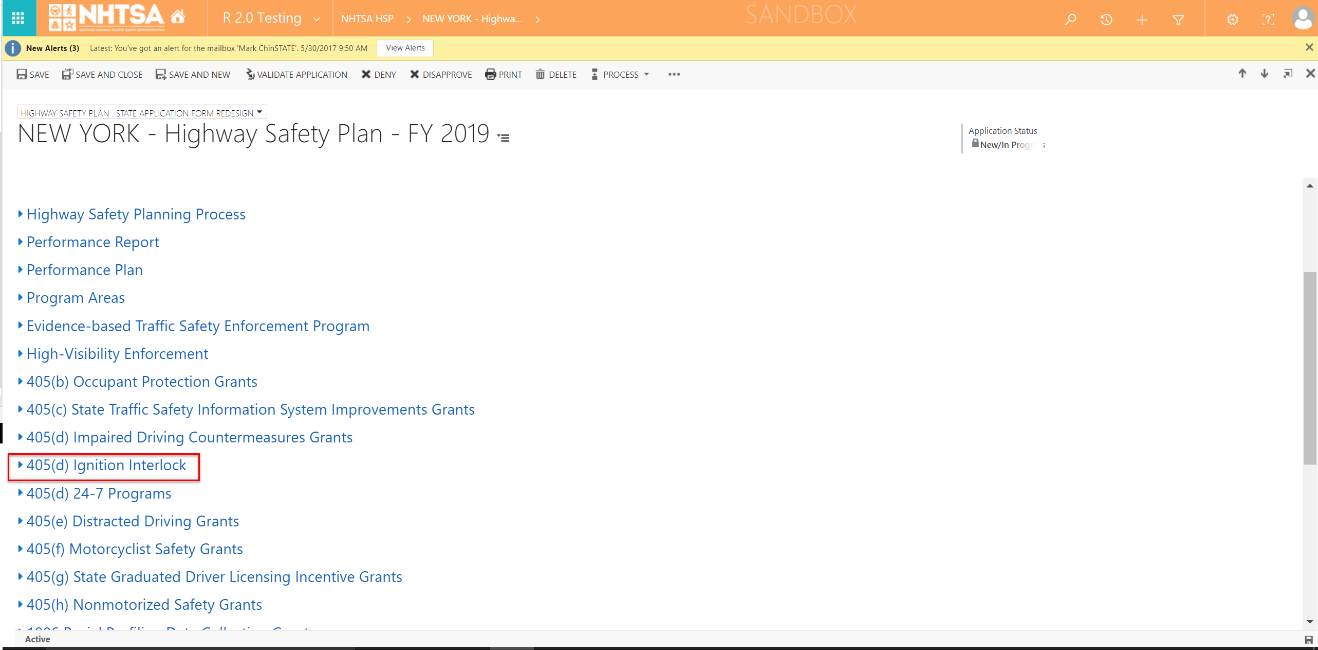 NHTSA
R 2.0 Testing
NHTSA HSP
NEW YORK - Highwa...
SANDBOX
New Alerts (3) Latest: You've got an alert for the mailbox 'Mark ChinSTATE'. 5/30/2017 9:50 AM View Alerts
SAVE SAVE AND CLOSE SAVE AND NEW VALIDATE APPLICATION DENY DISAPPROVE PRINT DELETE PROCESS
HIGHWAY SAFETY PLAN : STATE APPLICATION FORM REDESIGN
NEW YORK - Highway Safety Plan - FY 2019
Application Status
New/In Progr
Highway Safety Planning Process
Performance Report
Performance Plan
Program Areas
Evidence-based Traffic Safety Enforcement Program
High-Visibility Enforcement
405(b) Occupant Protection Grants
405(c) State Traffic Safety Information System Improvements Grants
405(d) Impaired Driving Countermeasures Grants
405(d) Ignition Interlock
405(d) 24-7 Programs
405(e) Distracted Driving Grants
405(f) Motorcyclist Safety Grants
405(g) State Graduated Driver Licensing Incentive Grants
405(h) Nonmotorized Safety Grants
Active